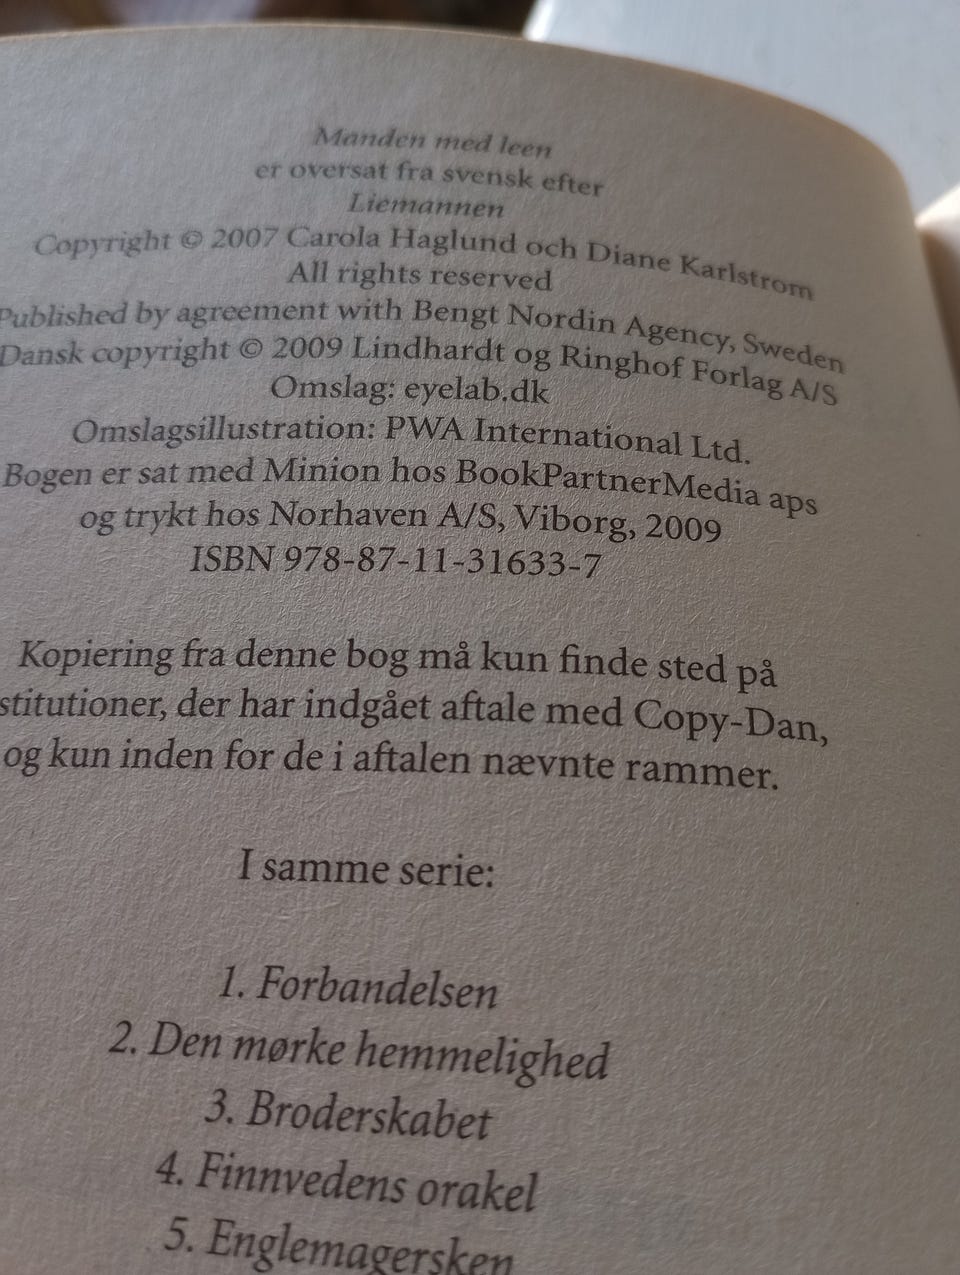 Manden med leen
er oversat fra svensk efter
Liemannen
Copyright © 2007 Carola Haglund och Diane Karlstrom
All rights reserved
Published by agreement with Bengt Nordin Agency, Sweden
Dansk copyright © 2009 Lindhardt og Ringhof Forlag A/S
Omslag: eyelab.dk
Omslagsillustration: PWA International Ltd.
Bogen er sat med Minion hos BookPartnerMedia aps
og trykt hos Norhaven A/S, Viborg, 2009
ISBN 978-87-11-31633-7
Kopiering fra denne bog må kun finde sted på
stitutioner, der har indgået aftale med Copy-Dan,
og kun inden for de i aftalen nævnte rammer.
I samme serie:
1. Forbandelsen
2. Den mørke hemmelighed
3. Broderskabet
4. Finnvedens orakel
5. Englemagersken